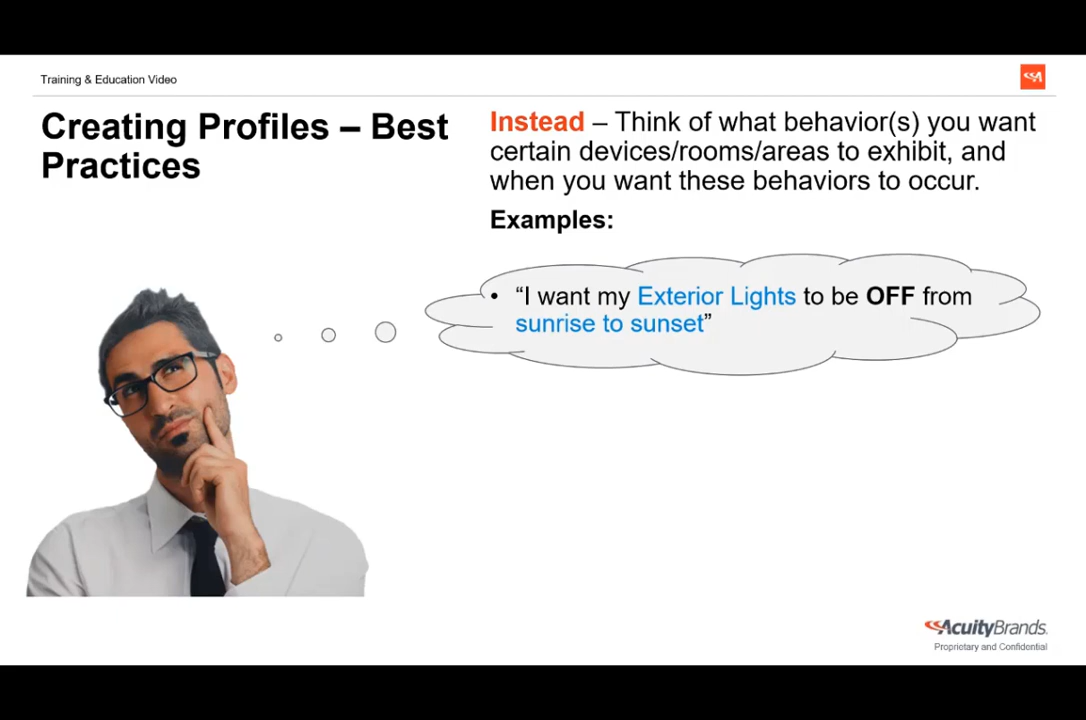 Training & Education Video
Creating Profiles – Best
Practices
Instead – Think of what behavior(s) you want
certain devices/rooms/areas to exhibit, and
when you want these behaviors to occur.
Examples:
• “I want my Exterior Lights to be OFF from
sunrise to sunset”
AcuityBrands.
Proprietary and Confidential